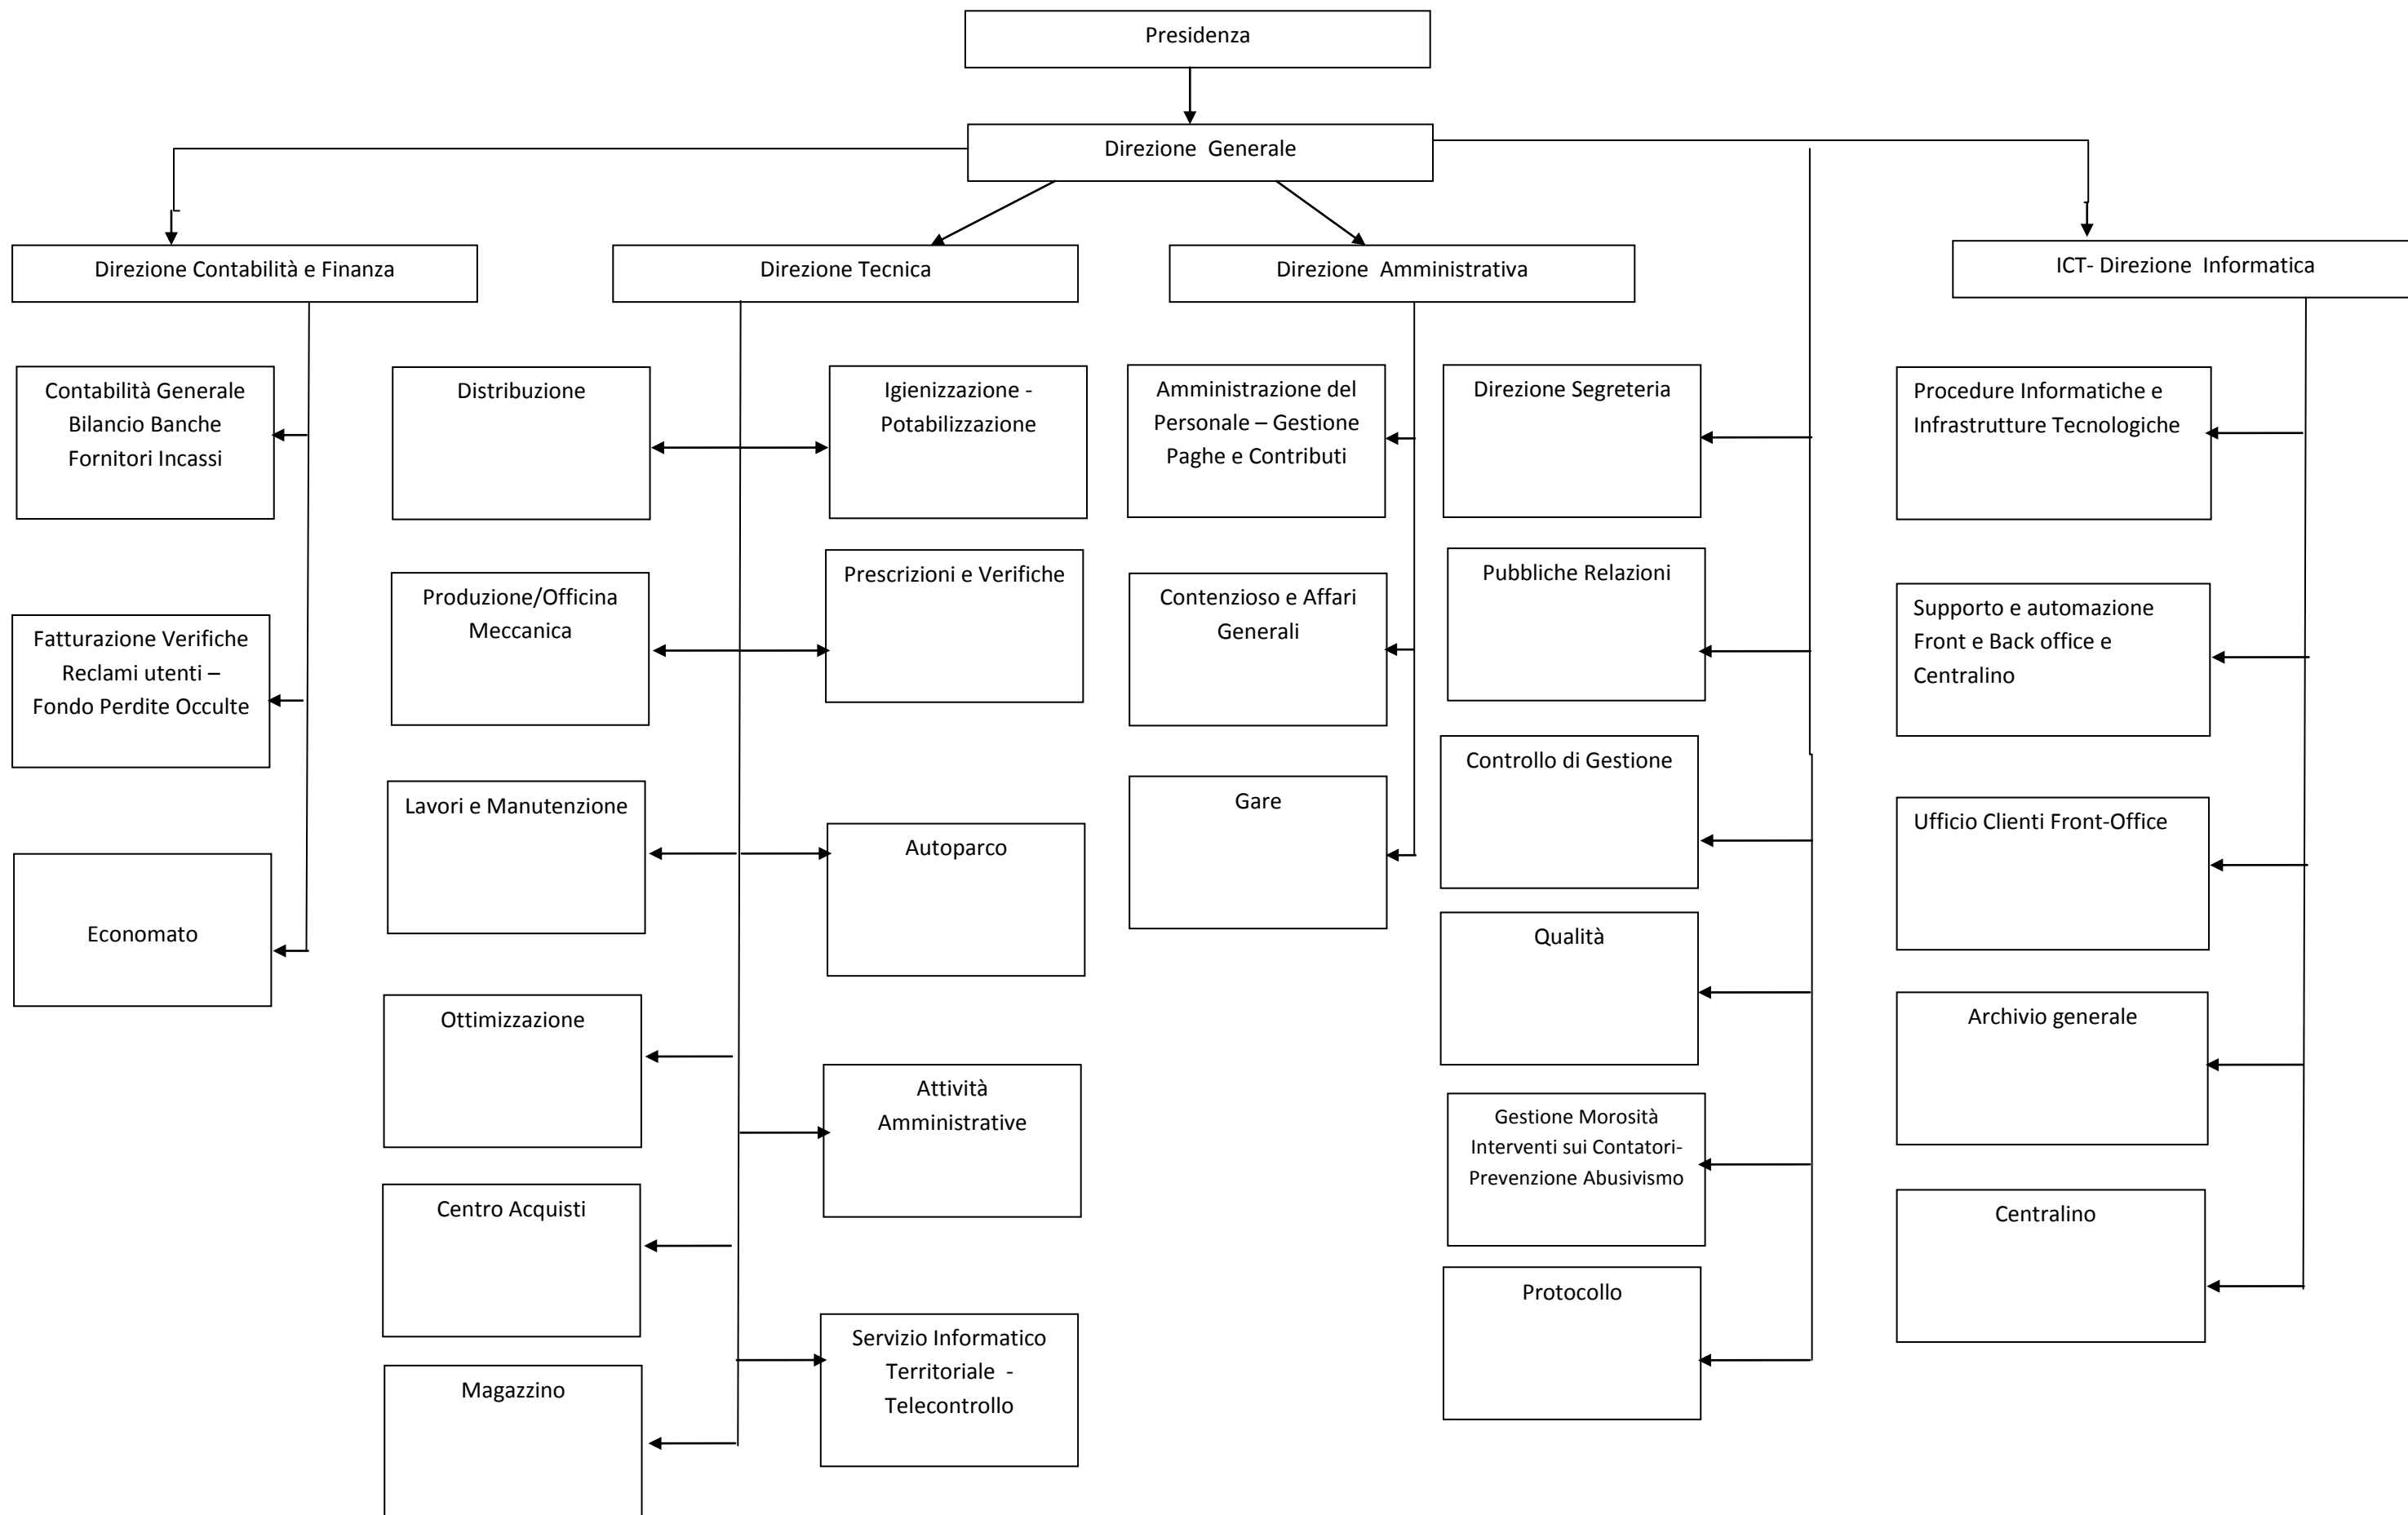 Presidenza
Direzione Generale
Direzione Contabilità e Finanza
Direzione Tecnica
Direzione Amministrativa
ICT- Direzione Informatica
Contabilità Generale
Bilancio Banche
Fornitori Incassi
Fatturazione Verifiche
Reclami utenti –
Fondo Perdite Occulte
Economato
Distribuzione
Produzione/Officina
Meccanica
Lavori e Manutenzione
Ottimizzazione
Centro Acquisti
Magazzino
Igienizzazione -
Potabilizzazione
Prescrizioni e Verifiche
Autoparco
Attività
Amministrative
Servizio Informatico
Territoriale -
Telecontrollo
Amministrazione del
Personale – Gestione
Paghe e Contributi
Contenzioso e Affari
Generali
Gare
Direzione Segreteria
Pubbliche Relazioni
Controllo di Gestione
Qualità
Gestione Morosità
Interventi sui Contatori-
Prevenzione Abusivismo
Protocollo
Procedure Informatiche e
Infrastrutture Tecnologiche
Supporto e automazione
Front e Back office e
Centralino
Ufficio Clienti Front-Office
Archivio generale
Centralino